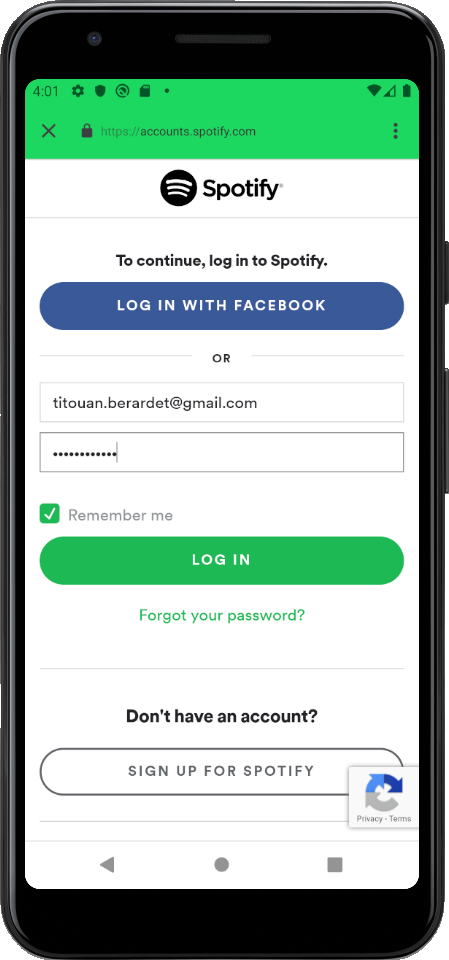 4:01
https://accounts.spotify.com
Spotify®
To continue, log in to Spotify.
LOG IN WITH FACEBOOK
OR
titouan.berardet@gmail.com
••••••••••••
Remember me
LOG IN
Forgot your password?
Don't have an account?
SIGN UP FOR SPOTIFY
Privacy - Terms